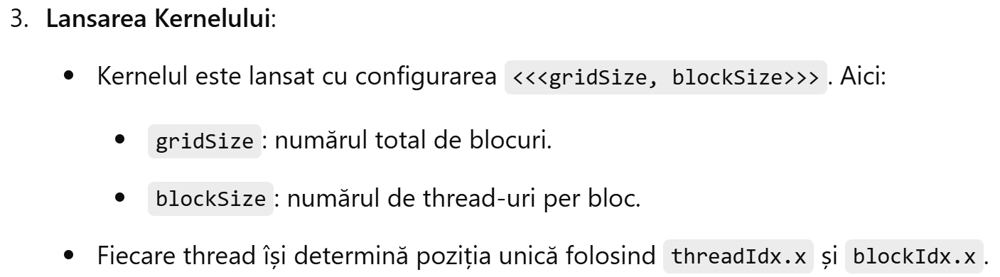 3. Lansarea Kernelului:
• Kernelul este lansat cu configurarea <<<gridSize, blockSize>>>. Aici:
• gridSize: numărul total de blocuri.
• blockSize: numărul de thread-uri per bloc.
• Fiecare thread își determină poziția unică folosind threadIdx.x și blockIdx.x.